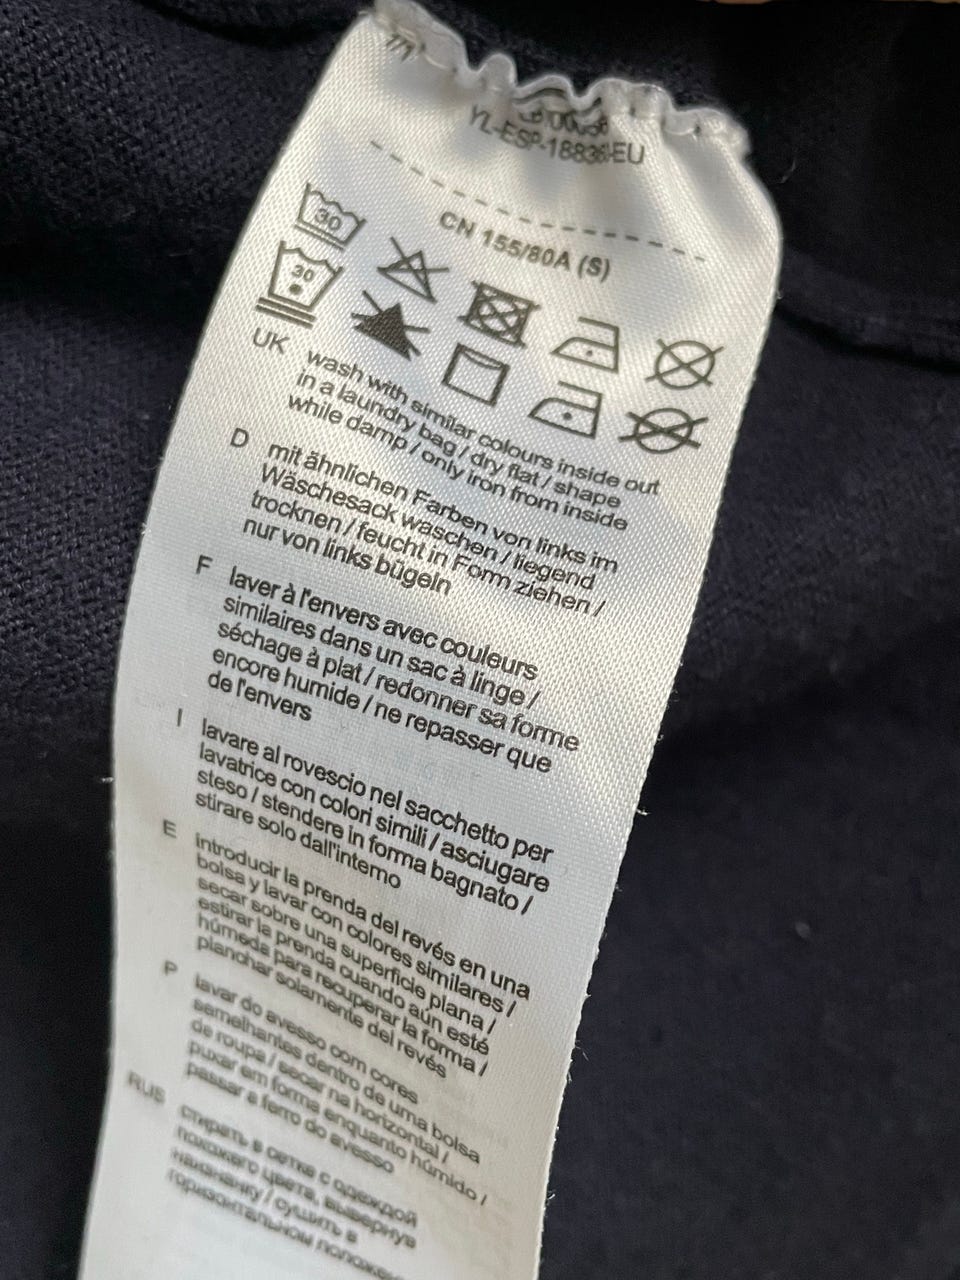 YL-ESP-18836-EU
CN 155/80A (S)
30
30
UK wash with similar colours inside out
in a laundry bag / dry flat / shape
while damp / only iron from inside
D mit ähnlichen Farben von links im
Wäschesack waschen / liegend
trocknen / feucht in Form ziehen /
nur von links bügeln
F laver à l'envers avec couleurs
similaires dans un sac à linge /
séchage à plat / redonner sa forme
encore humide / ne repasser que
de l'envers
I lavare al rovescio nel sacchetto per
lavatrice con colori simili / asciugare
steso / stendere in forma bagnato /
stirare solo dall'interno
E introducir la prenda del revés en una
bolsa y lavar con colores similares /
secar sobre una superficie plana /
estirar la prenda cuando aún esté
húmeda para recuperar la forma /
planchar solamente del revés
P lavar do avesso com cores
semelhantes dentro de uma bolsa
de roupa / secar na horizontal /
puxar em forma enquanto húmido /
passar a ferro do avesso
RUS стирать в сетке с одеждой
похожего цвета, вывернув
наизнанку / сушить в
горизонтальном